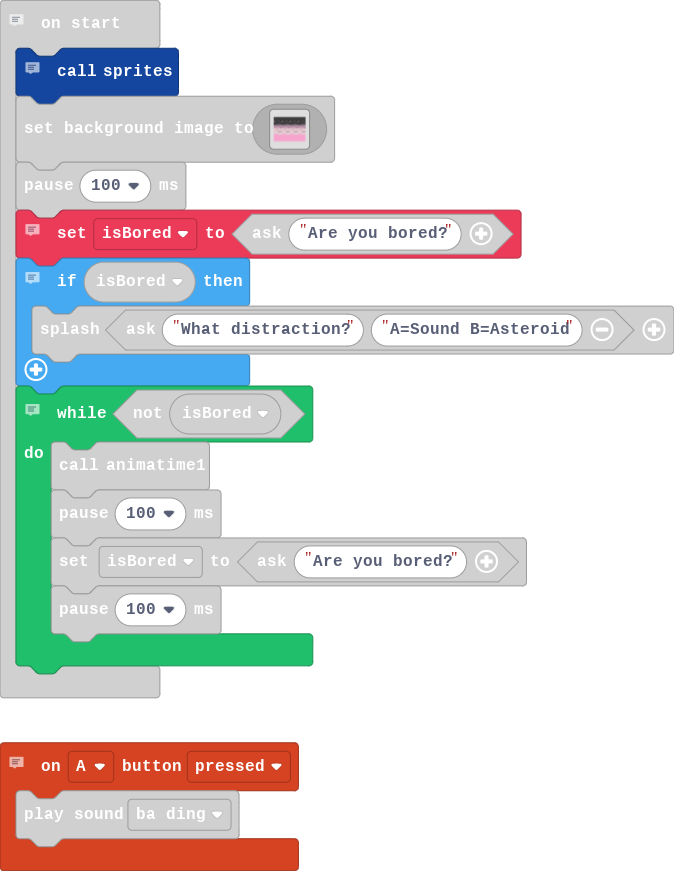 on start
call sprites
set background image to
pause 100 ms
set isBored to ask "Are you bored?"
if isBored then
splash ask "What distraction?" "A=Sound B=Asteroid"
while not isBored
do
call animatime1
pause 100 ms
set isBored to ask "Are you bored?"
pause 100 ms
on A button pressed
play sound ba ding